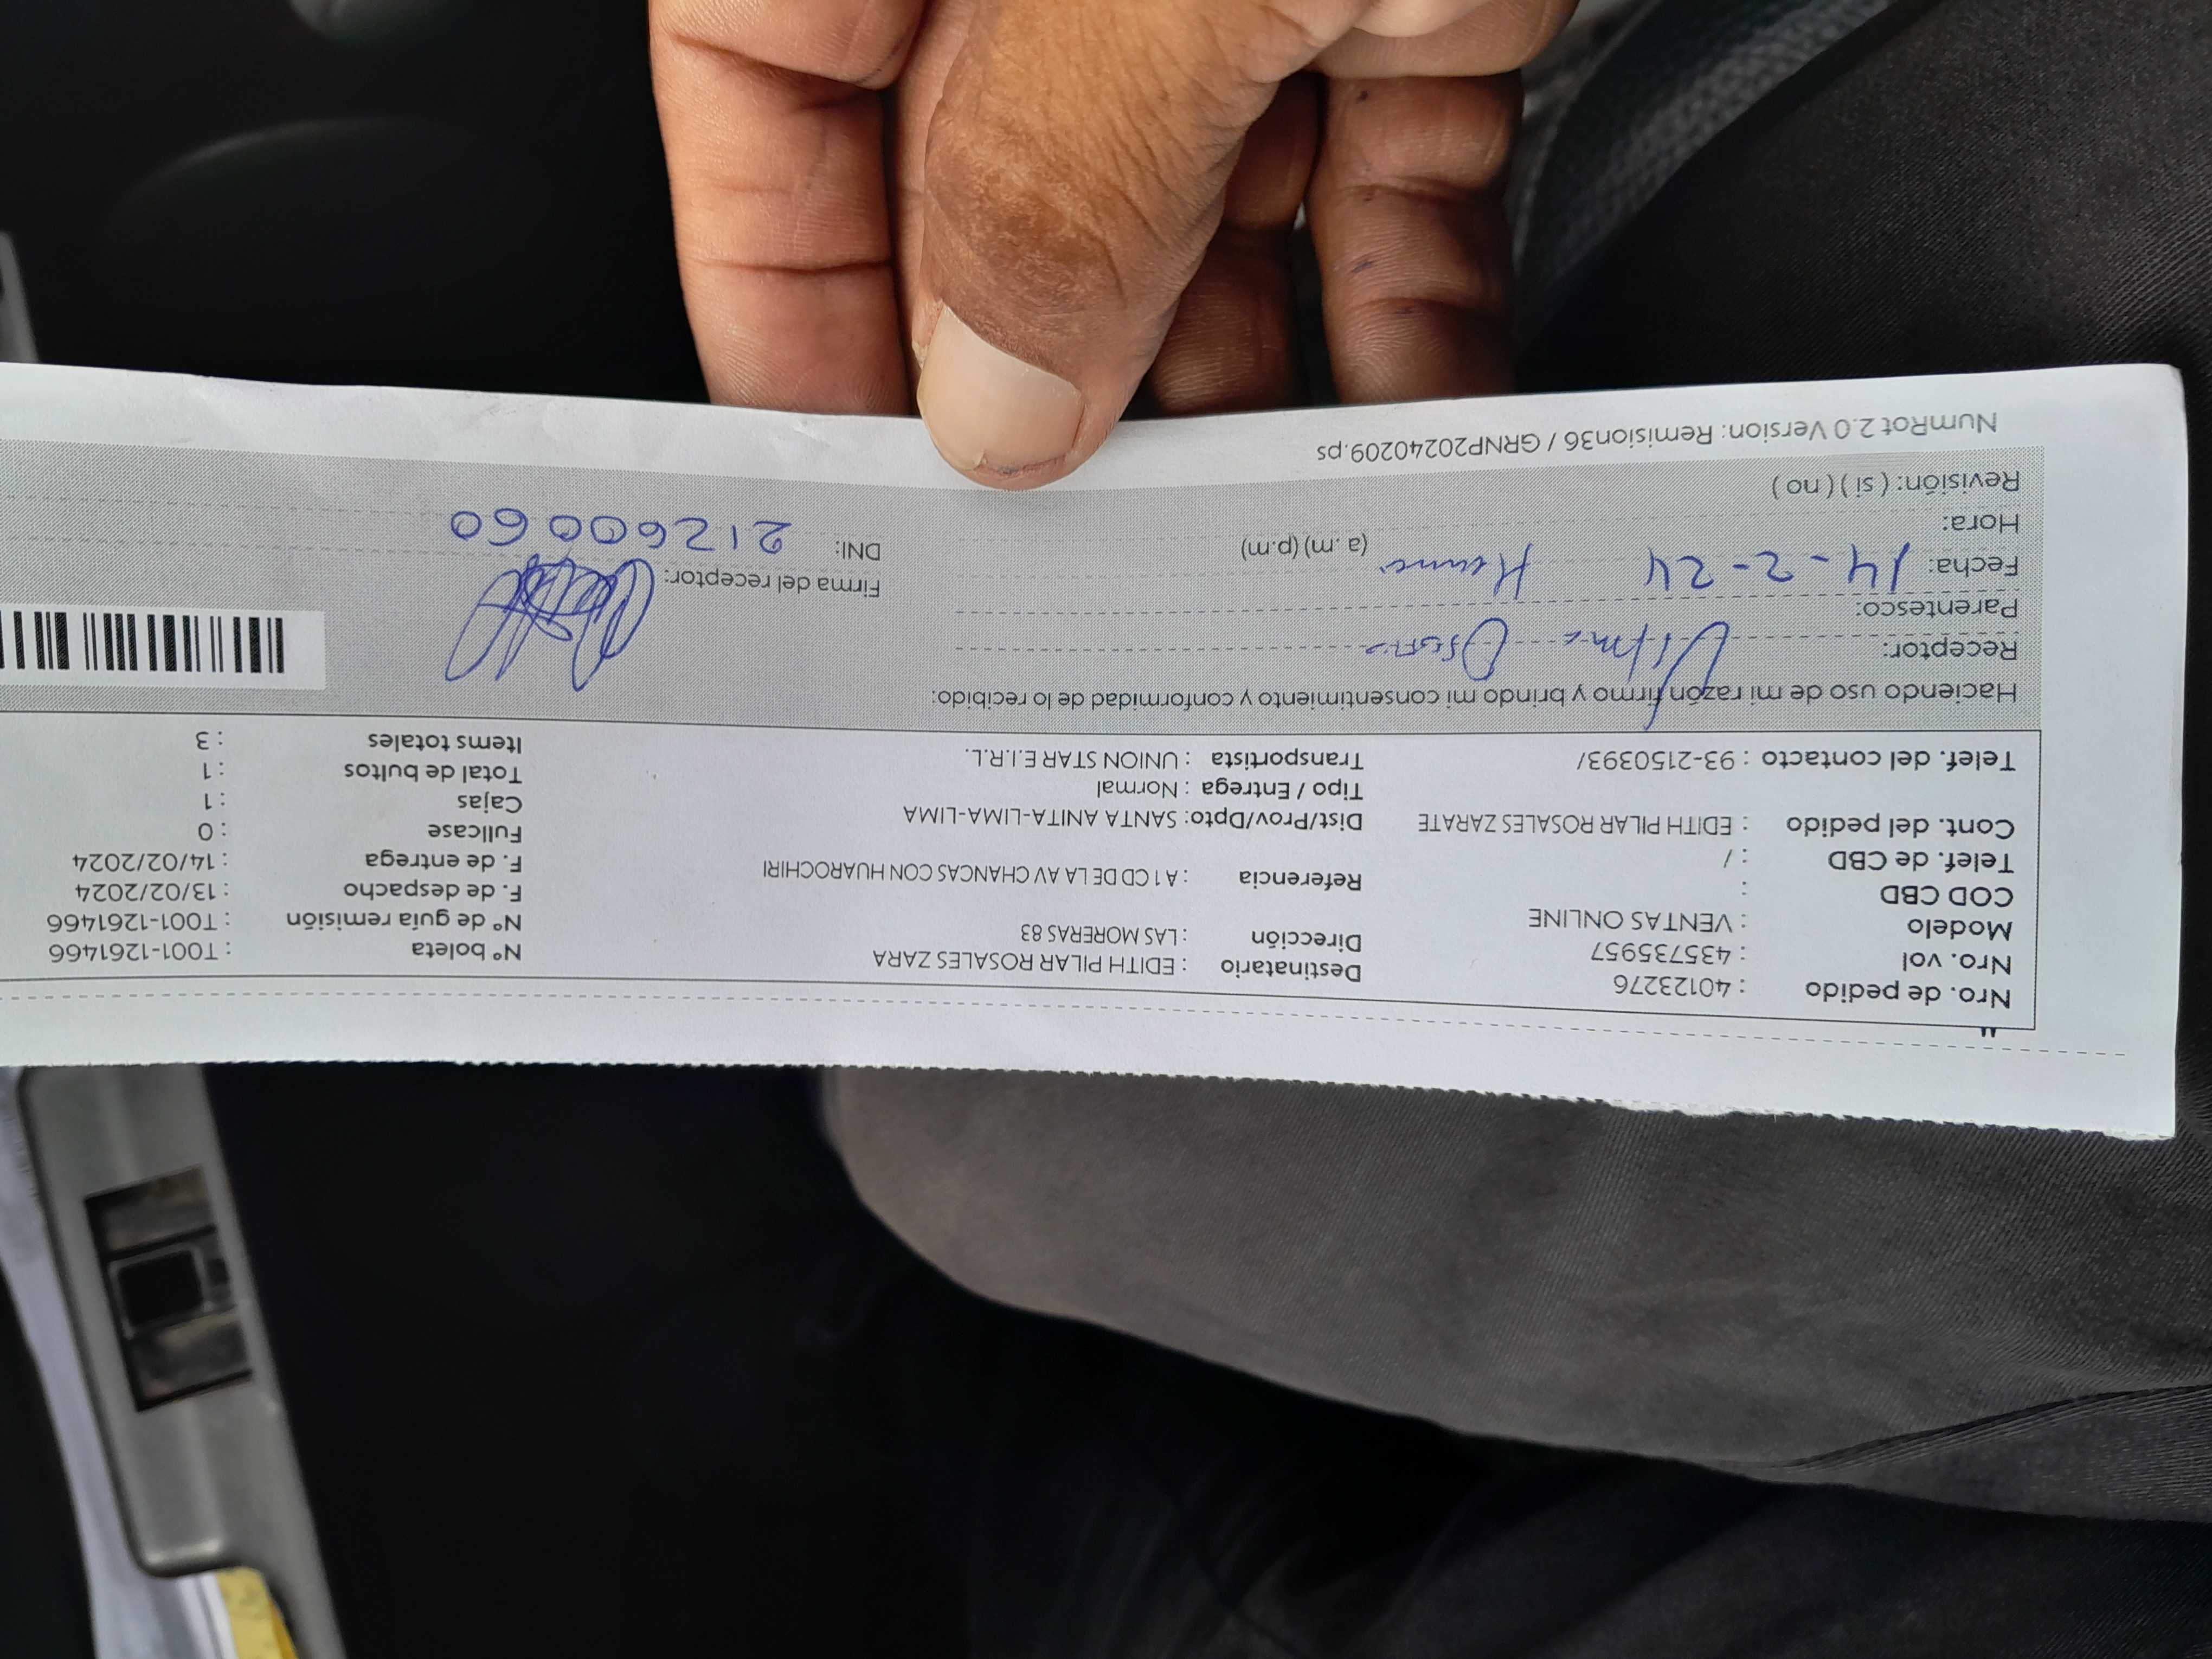 "
Nro. de pedido : 40123276
Nro. vol : 435735957
Modelo : VENTAS ONLINE
COD CBD :
Telef. de CBD : /
Cont. del pedido : EDITH PILAR ROSALES ZARATE
Telef. del contacto : 93-2150393/
Destinatario : EDITH PILAR ROSALES ZARA
Dirección : LAS MORERAS 83
Referencia : A 1 CD DE LA AV CHANCAS CON HUAROCHIRI
Dist/Prov/Dpto: SANTA ANITA-LIMA-LIMA
Tipo / Entrega : Normal
Transportista : UNION STAR E.I.R.L.
N° boleta : T001-1261466
N° de guía remisión : T001-1261466
F. de despacho : 13/02/2024
F. de entrega : 14/02/2024
Fullcase : 0
Cajas : 1
Total de bultos : 1
Items totales : 3
Haciendo uso de mi razón firmo y brindo mi consentimiento y conformidad de lo recibido:
Receptor:
Parentesco:
Fecha: 14-2-24
Hora: (a.m) (p.m)
Revisión: ( si ) ( no )
Firma del receptor:
DNI: 21260060
NumRot 2.0 Version: Remision36 / GRNP20240209.ps